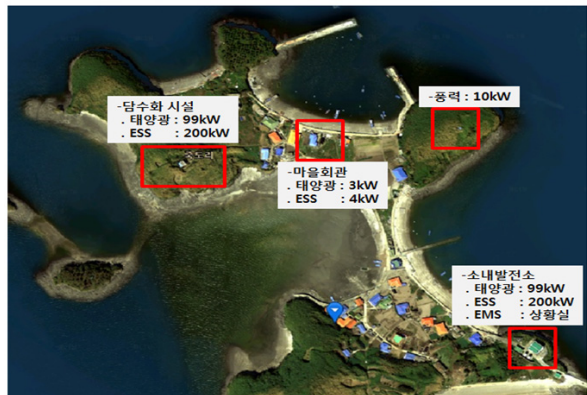 -담수화 시설
. 태양광 : 99kW
. ESS : 200kW
-마을회관
. 태양광 : 3kW
. ESS : 4kW
-풍력 : 10kW
-소내발전소
. 태양광 : 99kW
. ESS : 200kW
. EMS : 상황실